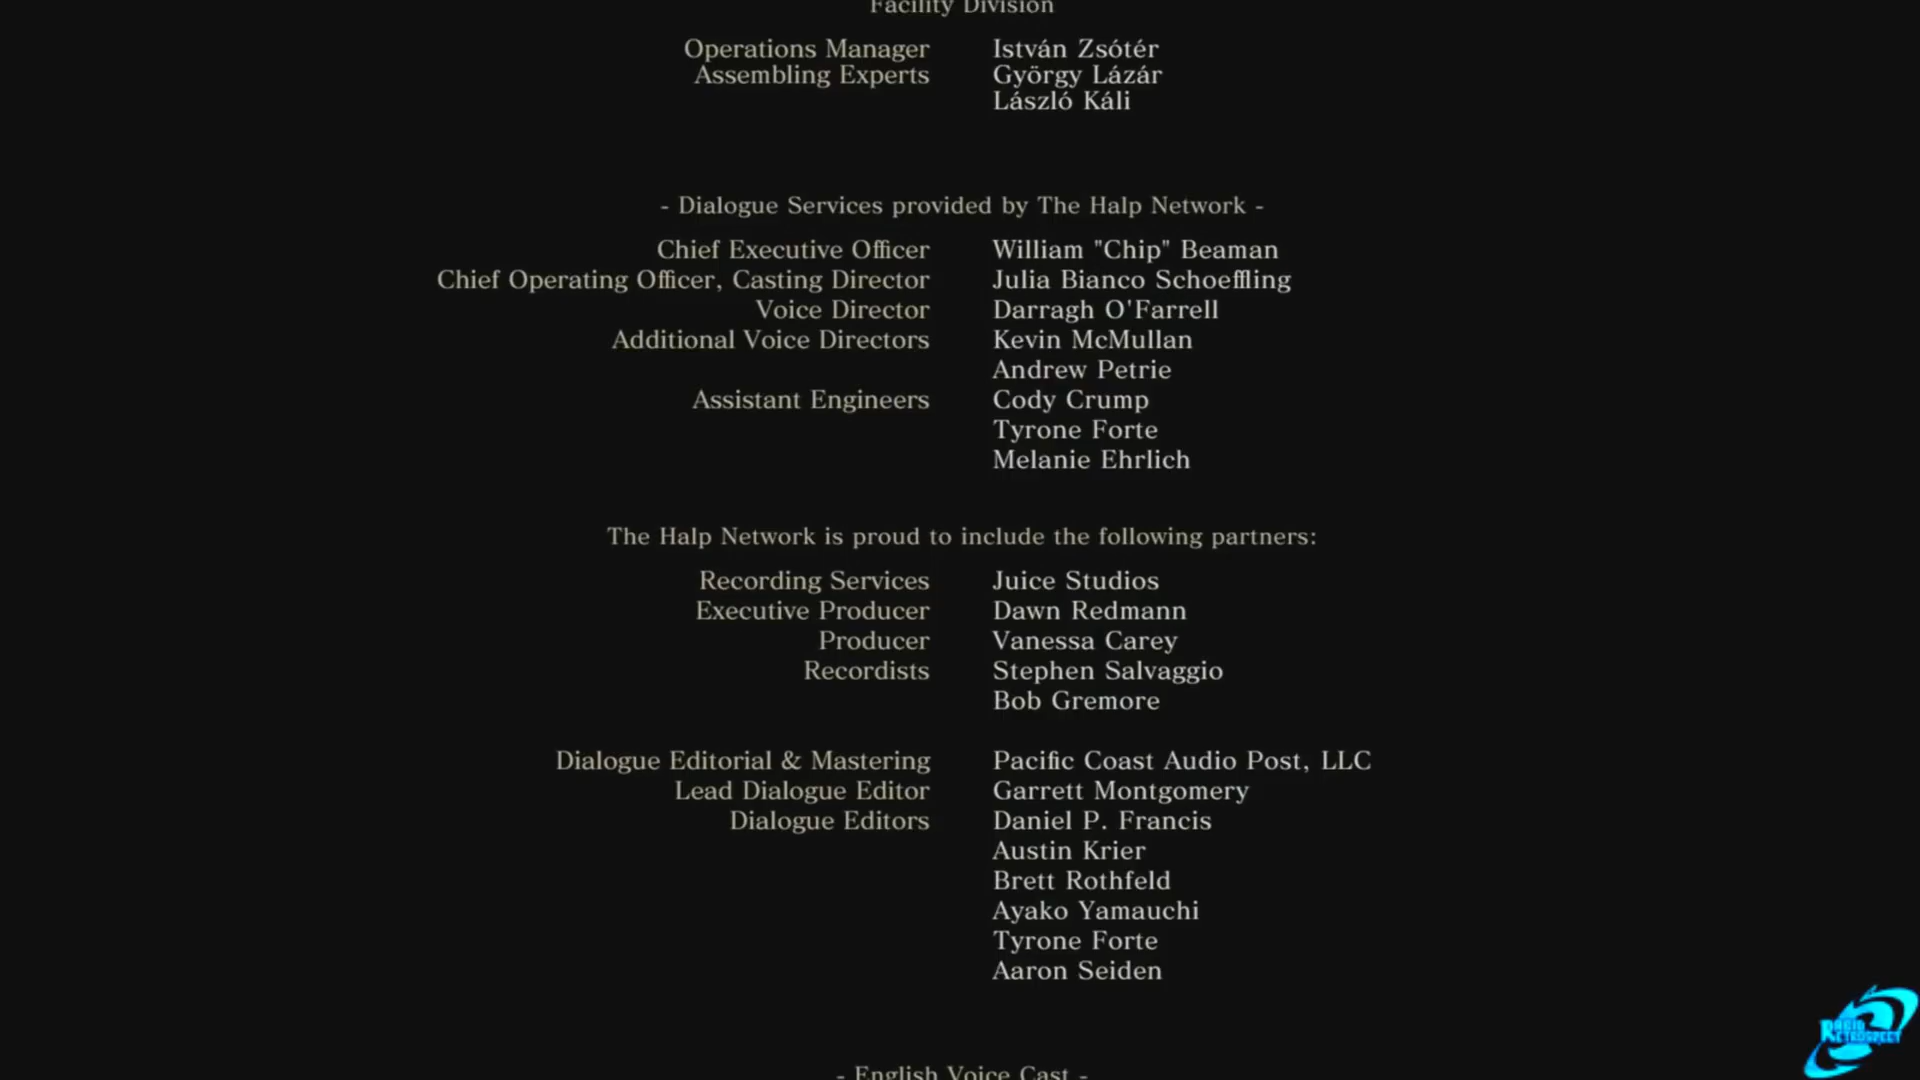 Facility Division
Operations Manager István Zsótér
Assembling Experts György Lázár
László Káli
- Dialogue Services provided by The Halp Network -
Chief Executive Officer William "Chip" Beaman
Chief Operating Officer, Casting Director Julia Bianco Schoeffling
Voice Director Darragh O'Farrell
Additional Voice Directors Kevin McMullan
Andrew Petrie
Assistant Engineers Cody Crump
Tyrone Forte
Melanie Ehrlich
The Halp Network is proud to include the following partners:
Recording Services Juice Studios
Executive Producer Dawn Redmann
Producer Vanessa Carey
Recordists Stephen Salvaggio
Bob Gremore
Dialogue Editorial & Mastering Pacific Coast Audio Post, LLC
Lead Dialogue Editor Garrett Montgomery
Dialogue Editors Daniel P. Francis
Austin Krier
Brett Rothfeld
Ayako Yamauchi
Tyrone Forte
Aaron Seiden
- English Voice Cast -
Retrospect